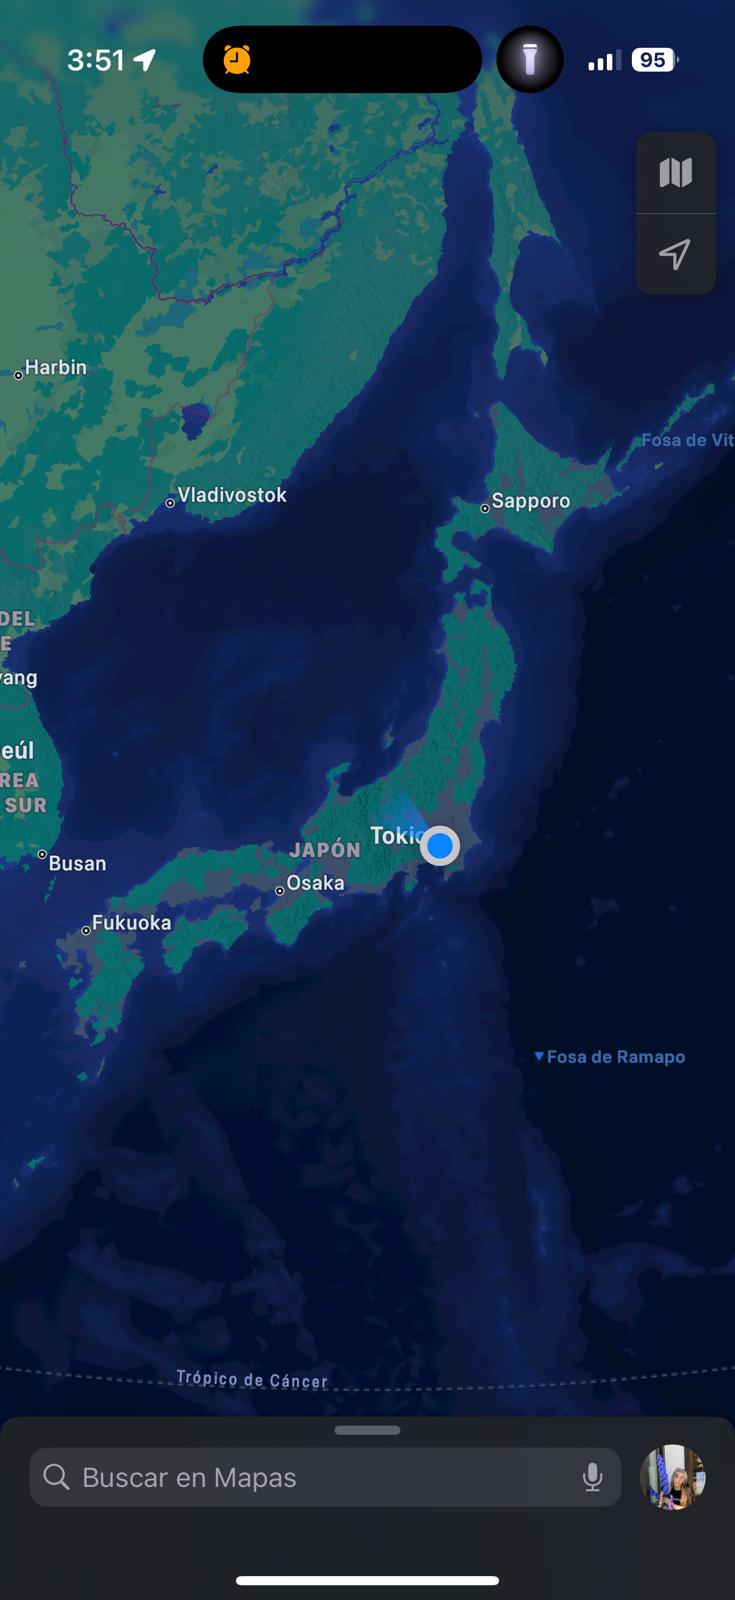 3:51
95
Harbin
Fosa de Vit
Vladivostok
Sapporo
DEL
E
yang
eúl
REA
SUR
Tokio
JAPÓN
Busan
Osaka
Fukuoka
Fosa de Ramapo
Trópico de Cáncer
Buscar en Mapas